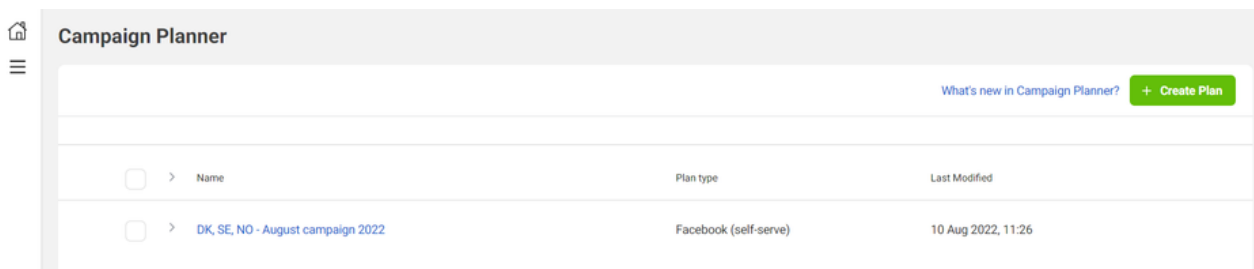 Campaign Planner
What's new in Campaign Planner? + Create Plan
Name Plan type Last Modified
DK, SE, NO - August campaign 2022 Facebook (self-serve) 10 Aug 2022, 11:26